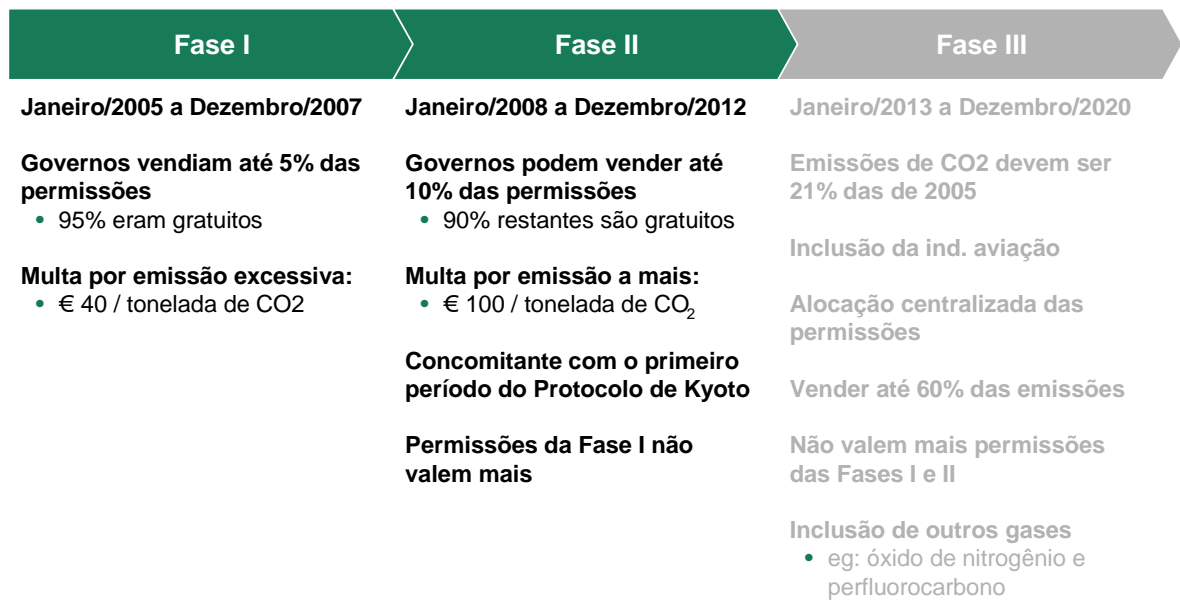 Fase I
Janeiro/2005 a Dezembro/2007
Governos vendiam até 5% das
permissões
• 95% eram gratuitos
Multa por emissão excessiva:
• € 40 / tonelada de CO2
Fase II
Janeiro/2008 a Dezembro/2012
Governos podem vender até
10% das permissões
• 90% restantes são gratuitos
Multa por emissão a mais:
• € 100 / tonelada de CO₂
Concomitante com o primeiro
período do Protocolo de Kyoto
Permissões da Fase I não
valem mais
Fase III
Janeiro/2013 a Dezembro/2020
Emissões de CO2 devem ser
21% das de 2005
Inclusão da ind. aviação
Alocação centralizada das
permissões
Vender até 60% das emissões
Não valem mais permissões
das Fases I e II
Inclusão de outros gases
• eg: óxido de nitrogênio e
perfluorocarbono